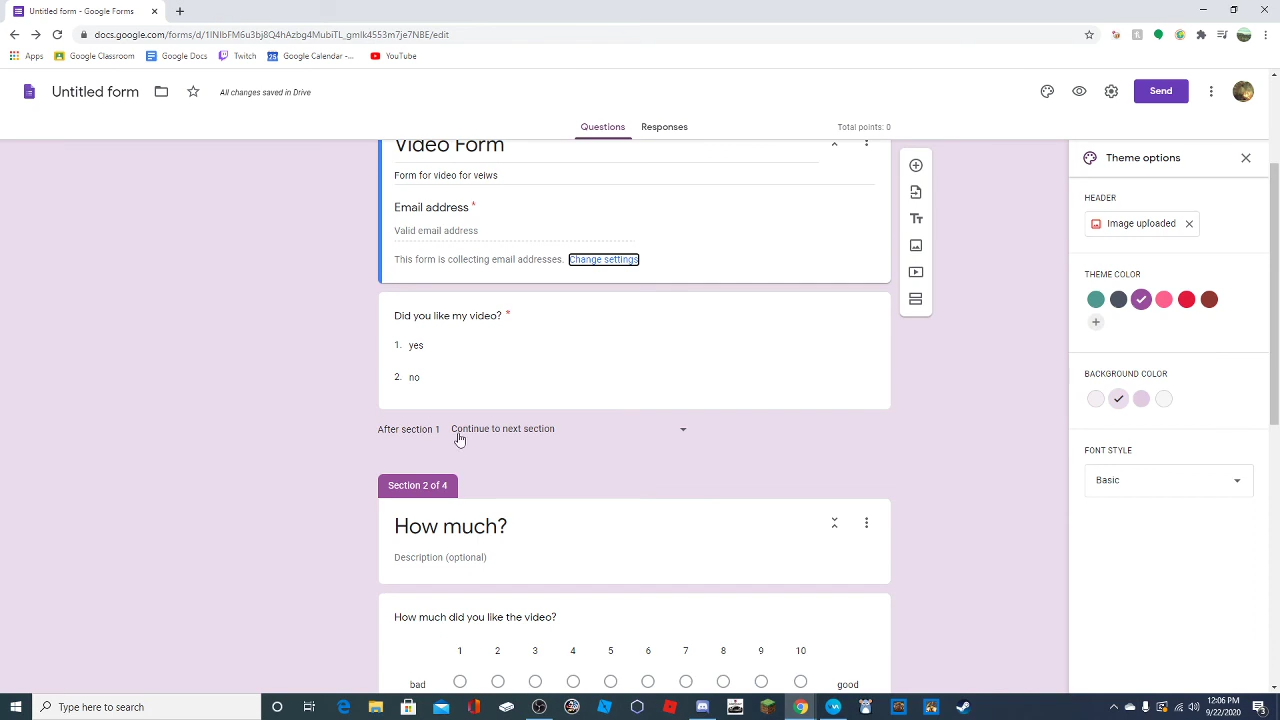 Untitled form - Google Forms
docs.google.com/forms/d/1INIbFM6u3bj8Q4hAzbg4MubiTL_gmIk4553m7je7NBE/edit
Apps Google Classroom Google Docs Twitch Google Calendar -... YouTube
Untitled form All changes saved in Drive Send
Questions Responses Total points: 0
Video Form
Form for video for veiws
Email address *
Valid email address
This form is collecting email addresses. Change settings
Did you like my video? *
1. yes
2. no
After section 1 Continue to next section
Section 2 of 4
How much?
Description (optional)
How much did you like the video?
1 2 3 4 5 6 7 8 9 10
bad good
Theme options
HEADER
Image uploaded
THEME COLOR
BACKGROUND COLOR
FONT STYLE
Basic
Type here to search
12:06 PM
9/22/2020